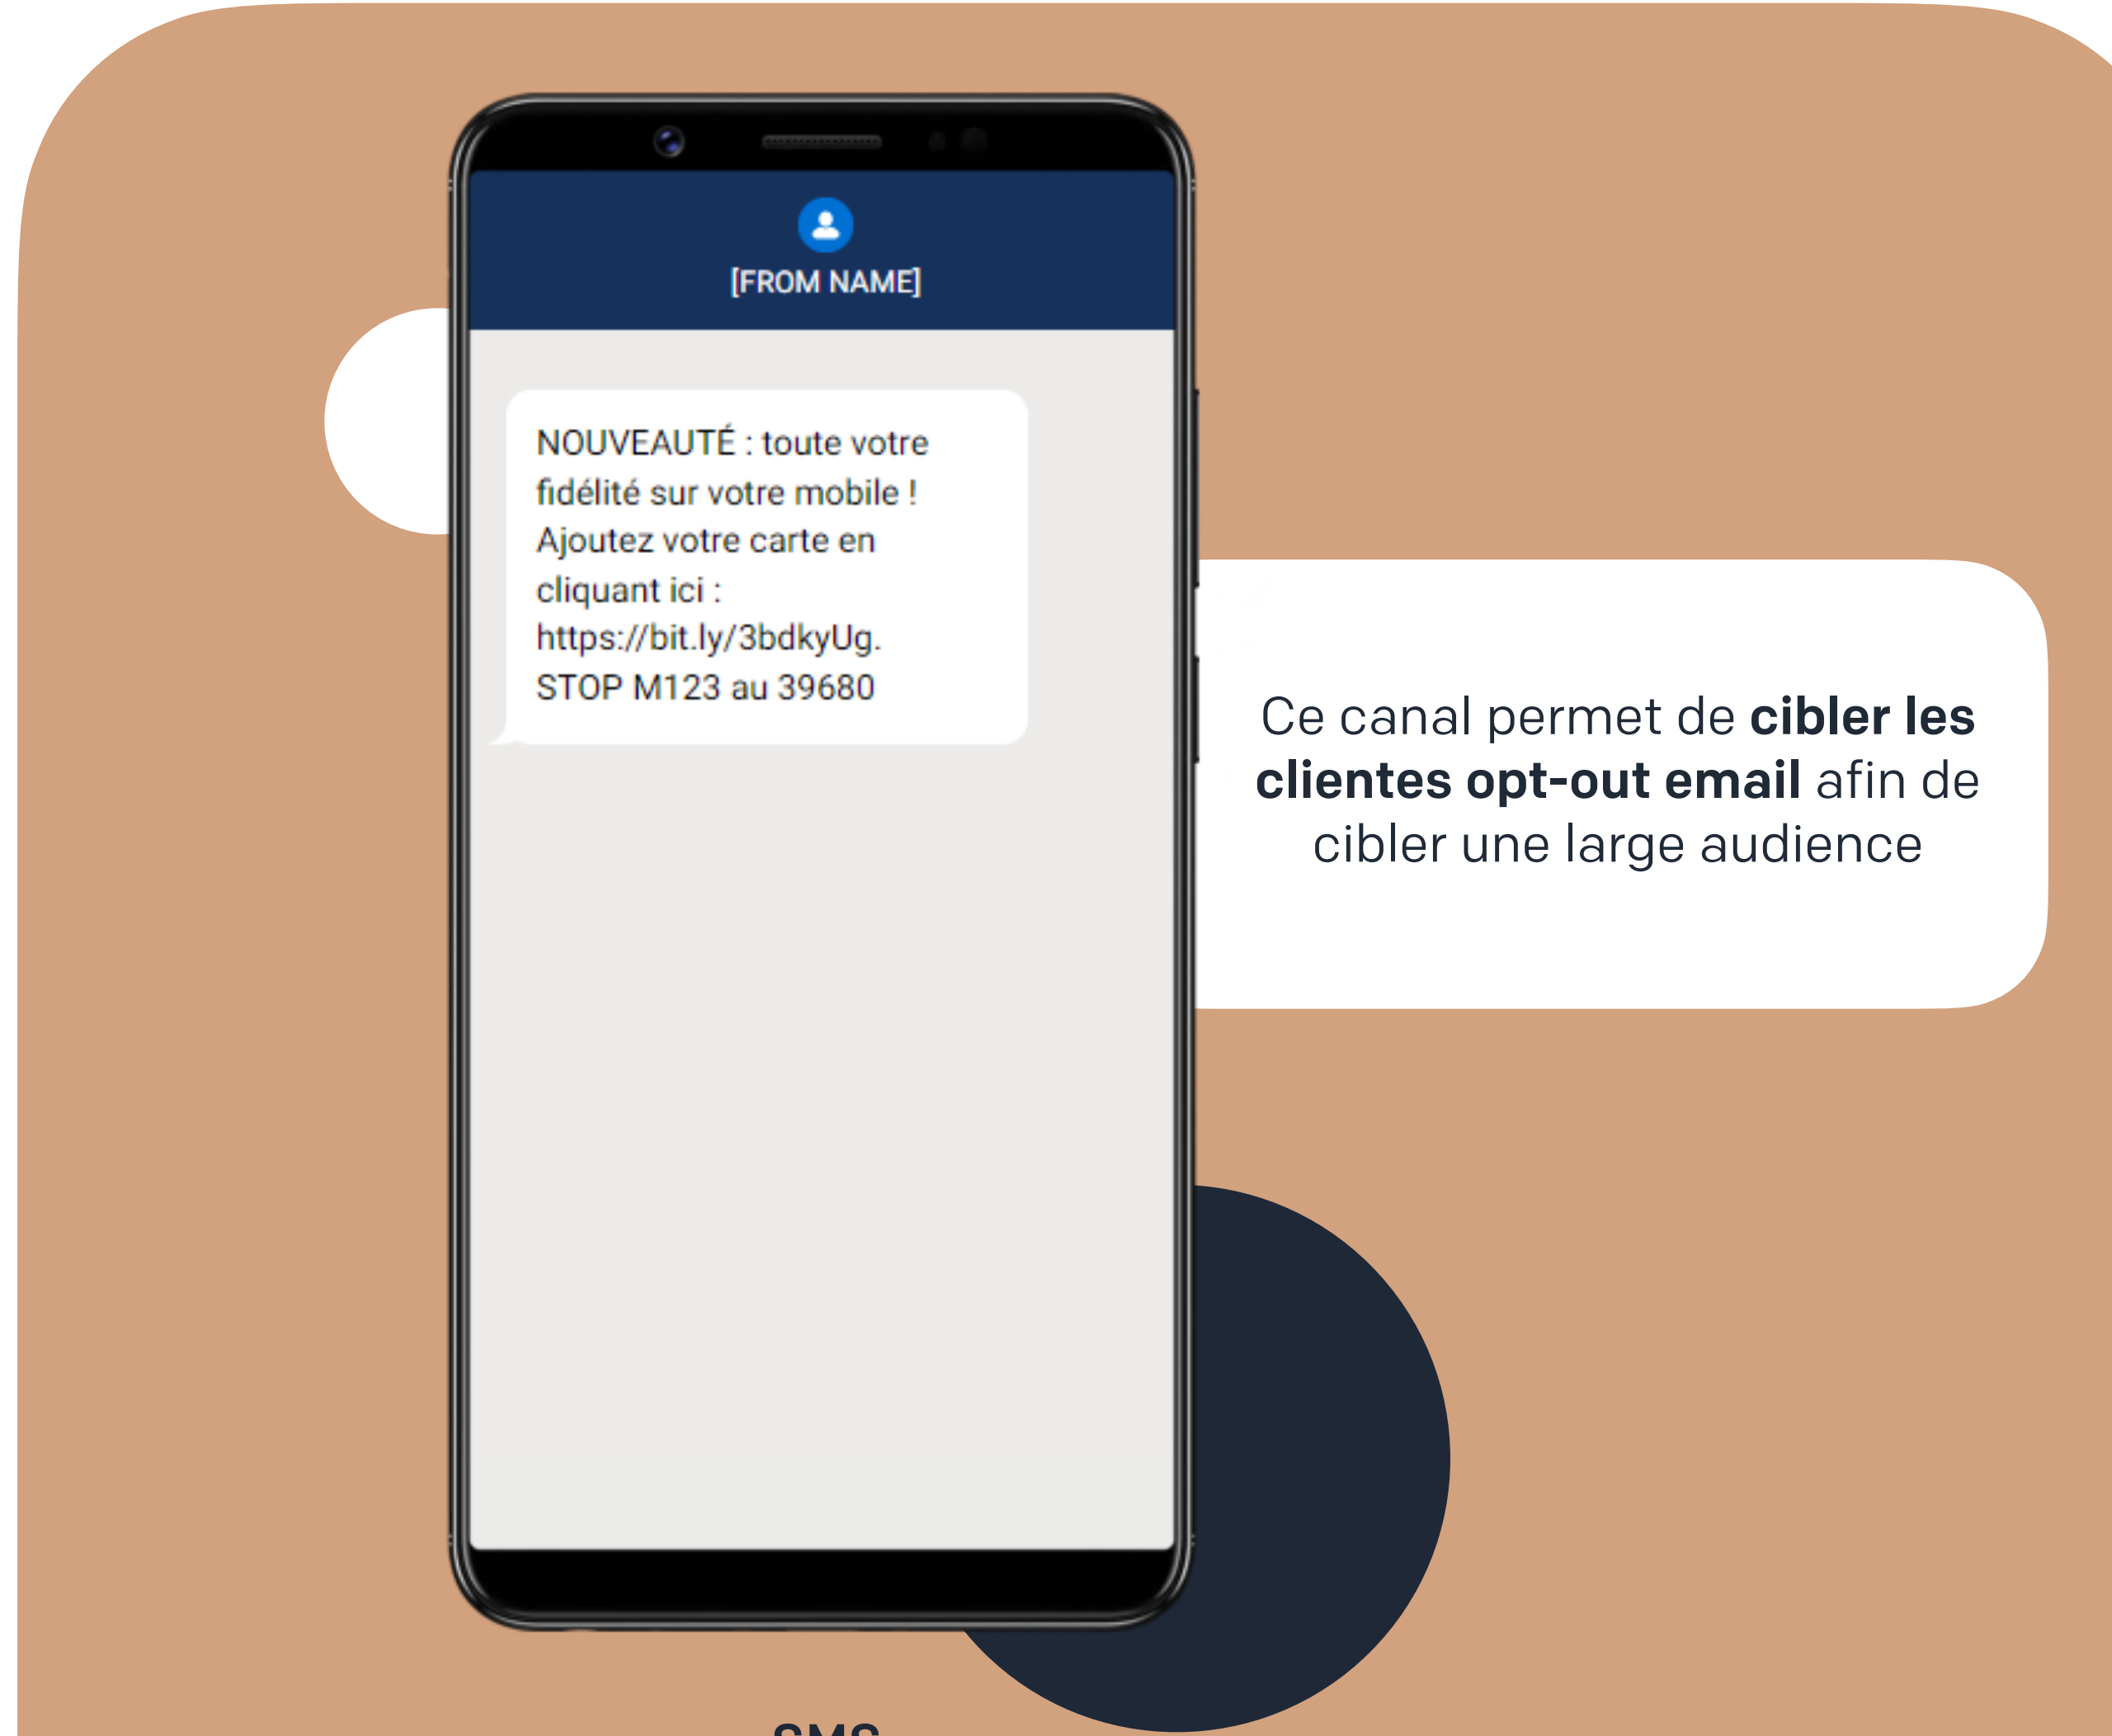 [FROM NAME]
NOUVEAUTÉ : toute votre
fidélité sur votre mobile !
Ajoutez votre carte en
cliquant ici :
https://bit.ly/3bdkyUg.
STOP M123 au 39680
Ce canal permet de cibler les
clientes opt-out email afin de
cibler une large audience
SMS